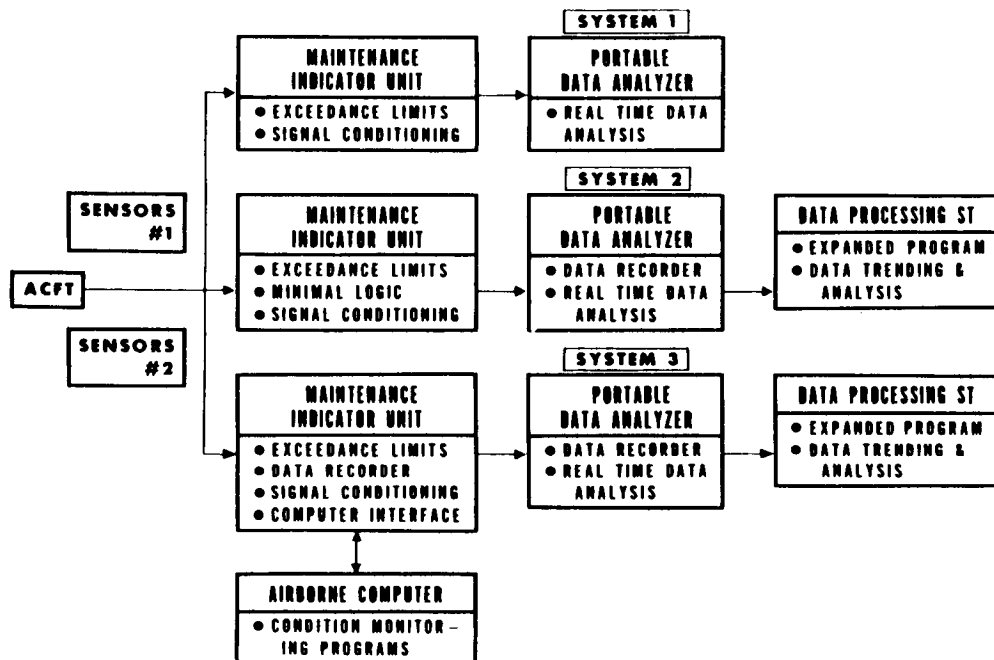 SYSTEM 1
MAINTENANCE
INDICATOR UNIT
● EXCEEDANCE LIMITS
● SIGNAL CONDITIONING
PORTABLE
DATA ANALYZER
● REAL TIME DATA
ANALYSIS
SENSORS
#1
ACFT
SENSORS
#2
SYSTEM 2
MAINTENANCE
INDICATOR UNIT
● EXCEEDANCE LIMITS
● MINIMAL LOGIC
● SIGNAL CONDITIONING
PORTABLE
DATA ANALYZER
● DATA RECORDER
● REAL TIME DATA
ANALYSIS
DATA PROCESSING ST
● EXPANDED PROGRAM
● DATA TRENDING &
ANALYSIS
SYSTEM 3
MAINTENANCE
INDICATOR UNIT
● EXCEEDANCE LIMITS
● DATA RECORDER
● SIGNAL CONDITIONING
● COMPUTER INTERFACE
PORTABLE
DATA ANALYZER
● DATA RECORDER
● REAL TIME DATA
ANALYSIS
DATA PROCESSING ST
● EXPANDED PROGRAM
● DATA TRENDING &
ANALYSIS
AIRBORNE COMPUTER
● CONDITION MONITOR-
ING PROGRAMS